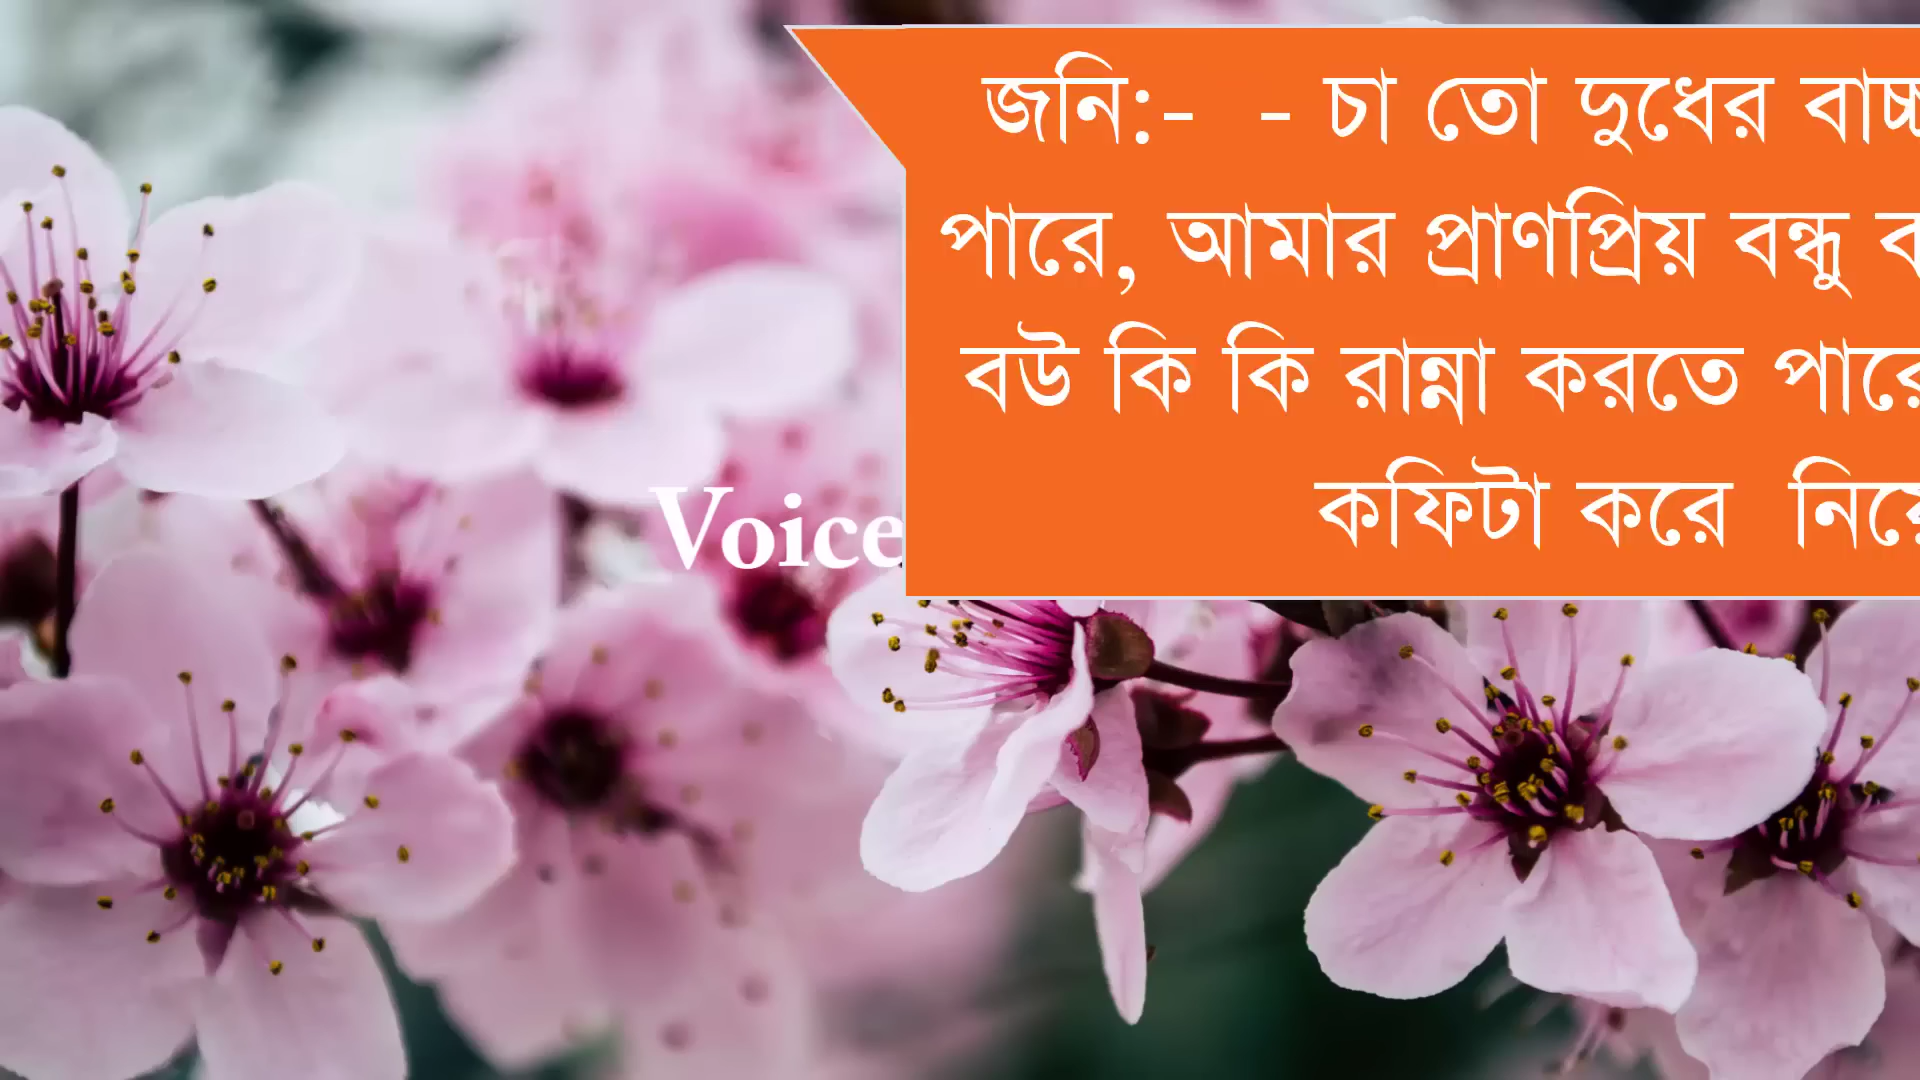 জনি:- - চা তো দুধের
পারে, আমার প্রাণপ্রিয় বন্ধু
বউ কি কি রান্না করতে
কফিটা করে
Voice